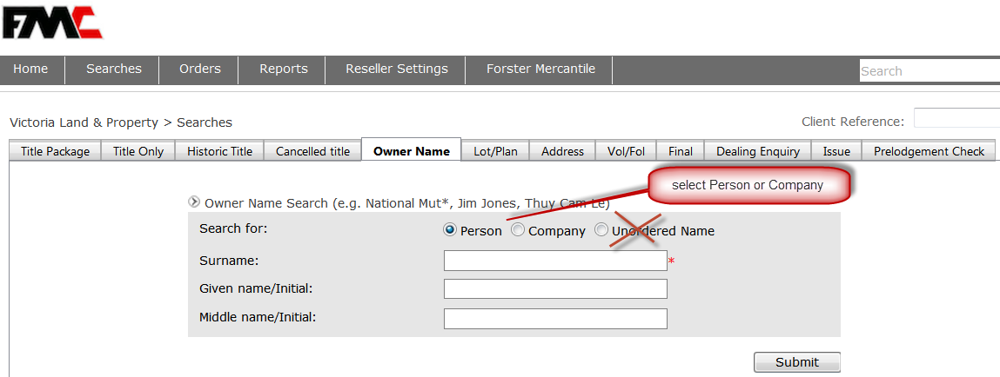 FMC
Home Searches Orders Reports Reseller Settings Forster Mercantile Search
Victoria Land & Property > Searches Client Reference:
Title Package Title Only Historic Title Cancelled title Owner Name Lot/Plan Address Vol/Fol Final Dealing Enquiry Issue Prelodgement Check
select Person or Company
Owner Name Search (e.g. National Mut*, Jim Jones, Thuy Cam Le)
Search for: Person Company Unordered Name
Surname: *
Given name/Initial:
Middle name/Initial:
Submit